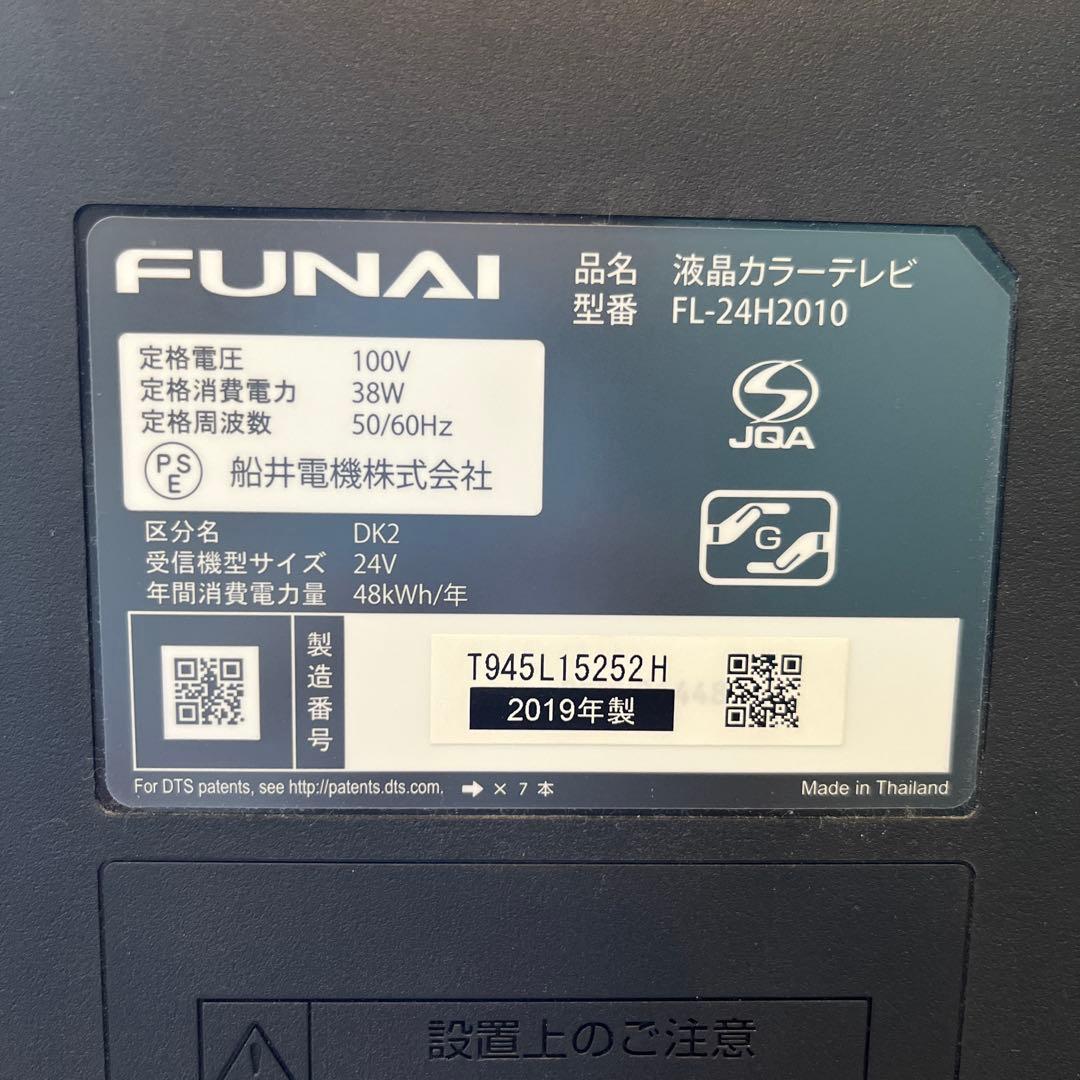 FUNAI
品名 液晶カラーテレビ
型番 FL-24H2010
定格電圧 100V
定格消費電力 38W
定格周波数 50/60Hz
PSE 船井電機株式会社
JQA
G
区分名 DK2
受信機型サイズ 24V
年間消費電力量 48kWh/年
製造番号
T945L15252H
2019年製
For DTS patents, see http://patents.dts.com. ➡ × 7 本
Made in Thailand
設置上のご注意